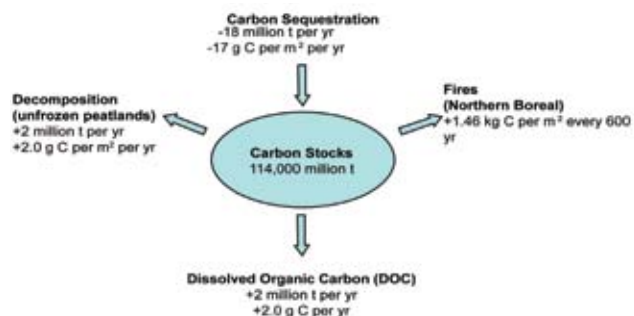 Carbon Sequestration
-18 million t per yr
-17 g C per m² per yr
Decomposition
(unfrozen peatlands)
+2 million t per yr
+2.0 g C per m² per yr
Fires
(Northern Boreal)
+1.46 kg C per m² every 600
yr
Carbon Stocks
114,000 million t
Dissolved Organic Carbon (DOC)
+2 million t per yr
+2.0 g C per m² per yr